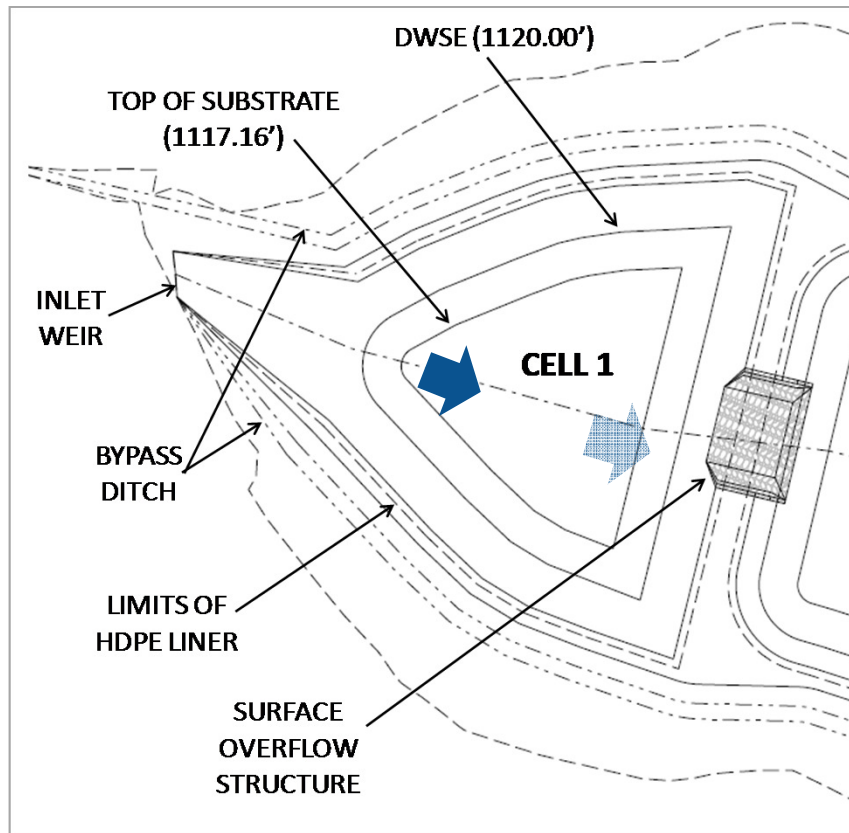 DWSE (1120.00’)
TOP OF SUBSTRATE
(1117.16’)
INLET
WEIR
CELL 1
BYPASS
DITCH
LIMITS OF
HDPE LINER
SURFACE
OVERFLOW
STRUCTURE